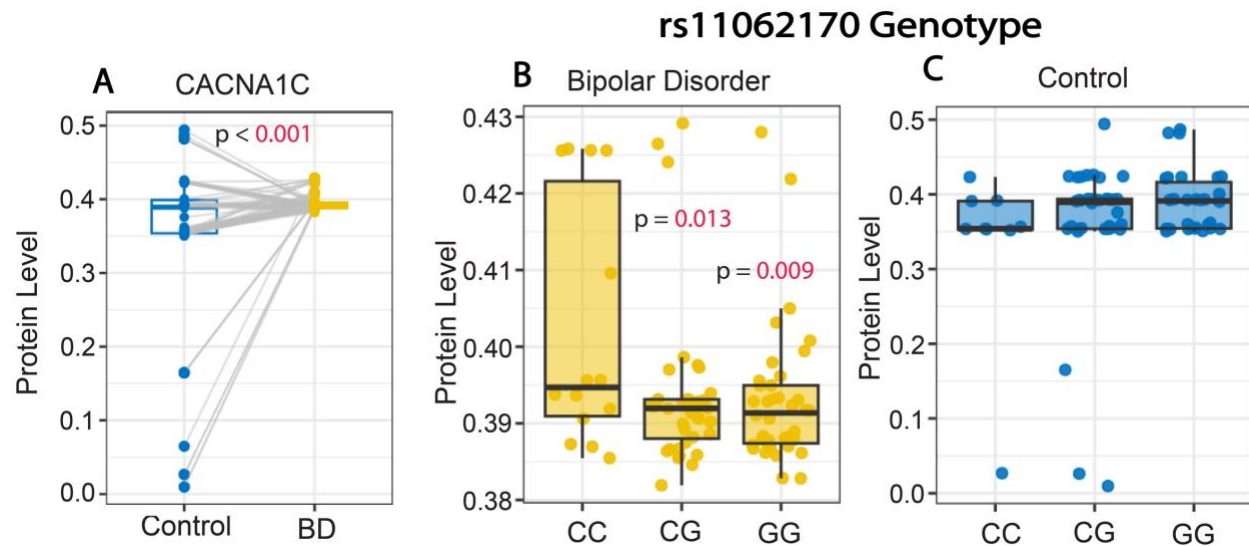 rs11062170 Genotype
A
CACNA1C
Protein Level
0.5
0.4
0.3
0.2
0.1
0.0
p < 0.001
Control
BD
B
Bipolar Disorder
Protein Level
0.43
0.42
0.41
0.40
0.39
0.38
p = 0.013
p = 0.009
CC
CG
GG
C
Control
Protein Level
0.5
0.4
0.3
0.2
0.1
0.0
CC
CG
GG